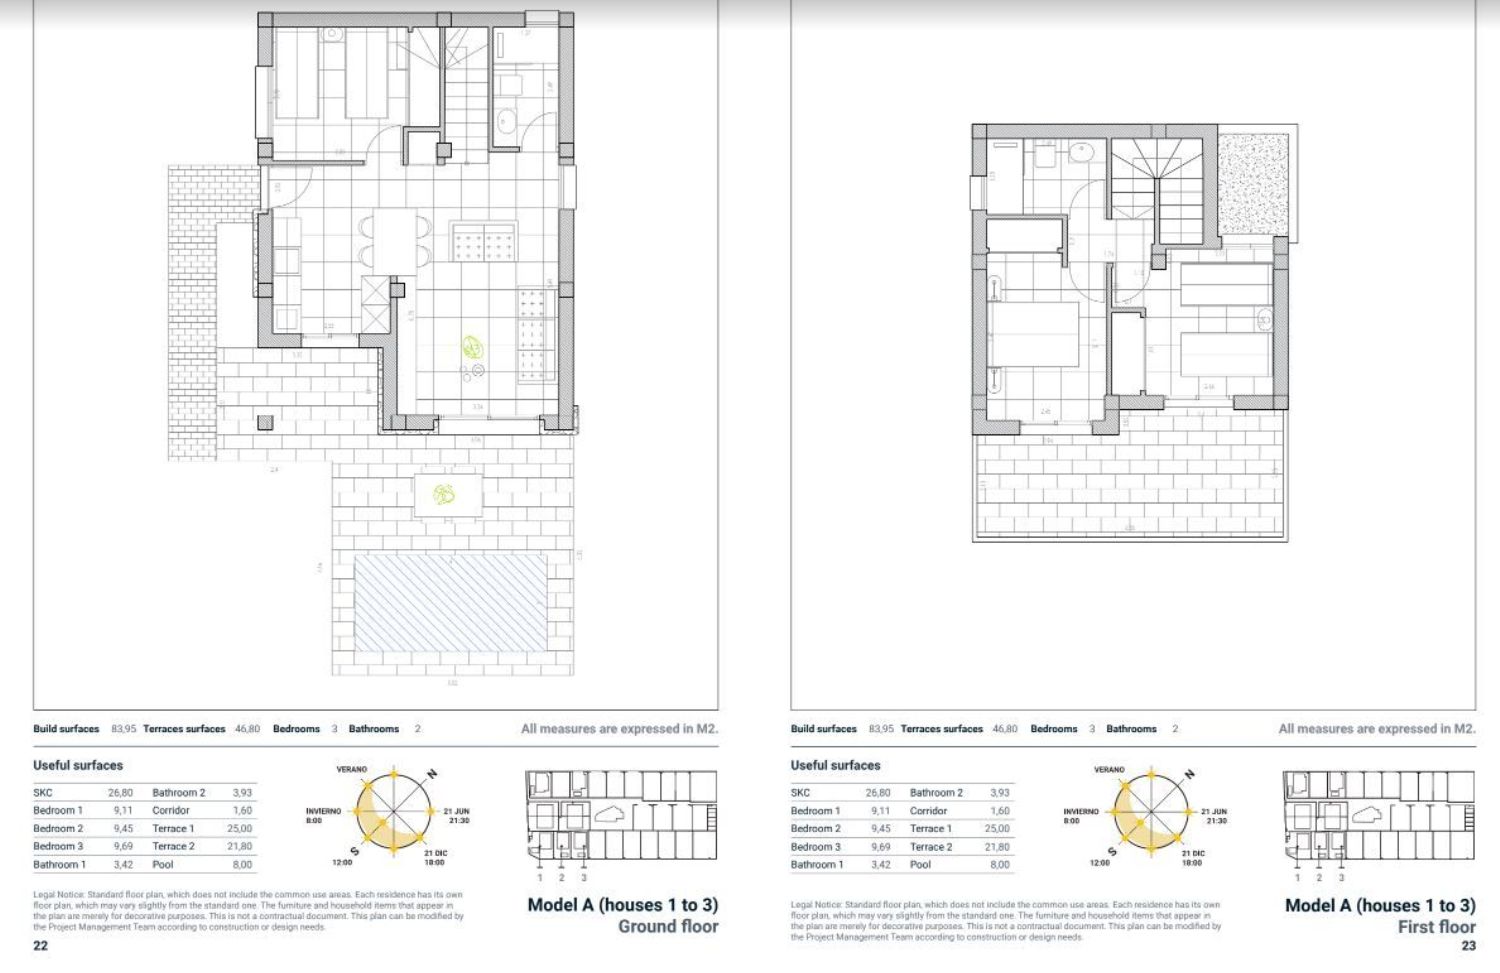 Build surfaces 83,95 Terraces surfaces 46,80 Bedrooms 3 Bathrooms 2 All measures are expressed in M2.
Useful surfaces
SKC 26,80 Bathroom 2 3,93
Bedroom 1 9,11 Corridor 1,60
Bedroom 2 9,45 Terrace 1 25,00
Bedroom 3 9,69 Terrace 2 21,80
Bathroom 1 3,42 Pool 8,00
VERANO
N
INVIERNO
8:00
21 JUN
21:30
S
12:00
21 DIC
18:00
1 2 3
Legal Notice: Standard floor plan, which does not include the common use areas. Each residence has its own
floor plan, which may vary slightly from the standard one. The furniture and household items that appear in
the plan are merely for decorative purposes. This is not a contractual document. This plan can be modified by
the Project Management Team according to construction or design needs.
Model A (houses 1 to 3)
Ground floor
22
Build surfaces 83,95 Terraces surfaces 46,80 Bedrooms 3 Bathrooms 2 All measures are expressed in M2.
Useful surfaces
SKC 26,80 Bathroom 2 3,93
Bedroom 1 9,11 Corridor 1,60
Bedroom 2 9,45 Terrace 1 25,00
Bedroom 3 9,69 Terrace 2 21,80
Bathroom 1 3,42 Pool 8,00
VERANO
N
INVIERNO
8:00
21 JUN
21:30
S
12:00
21 DIC
18:00
1 2 3
Legal Notice: Standard floor plan, which does not include the common use areas. Each residence has its own
floor plan, which may vary slightly from the standard one. The furniture and household items that appear in
the plan are merely for decorative purposes. This is not a contractual document. This plan can be modified by
the Project Management Team according to construction or design needs.
Model A (houses 1 to 3)
First floor
23